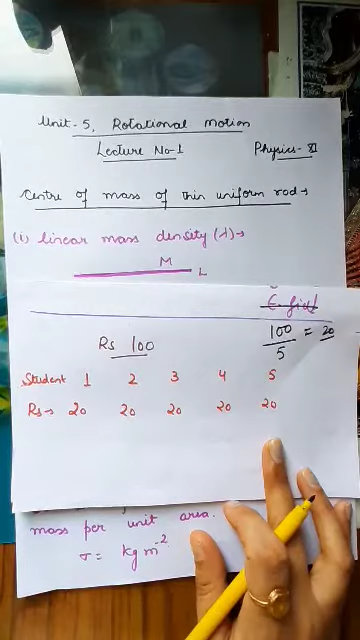 Unit-5, Rotational Motion
Lecture No-1 Physics-XI
Centre of mass of thin uniform rod→
(i) linear mass density (λ)→
M
L
100/5 = 20
Rs 100
Student 1 2 3 4 5
Rs→ 20 20 20 20 20
mass per unit area.
σ = kg m⁻²